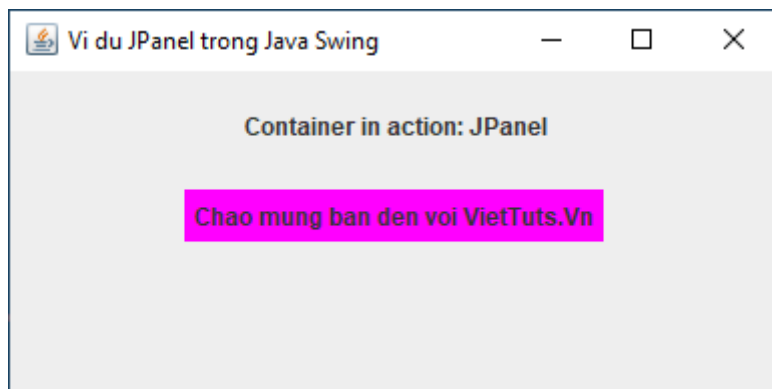 Vi du JPanel trong Java Swing
Container in action: JPanel
Chao mung ban den voi VietTuts.Vn